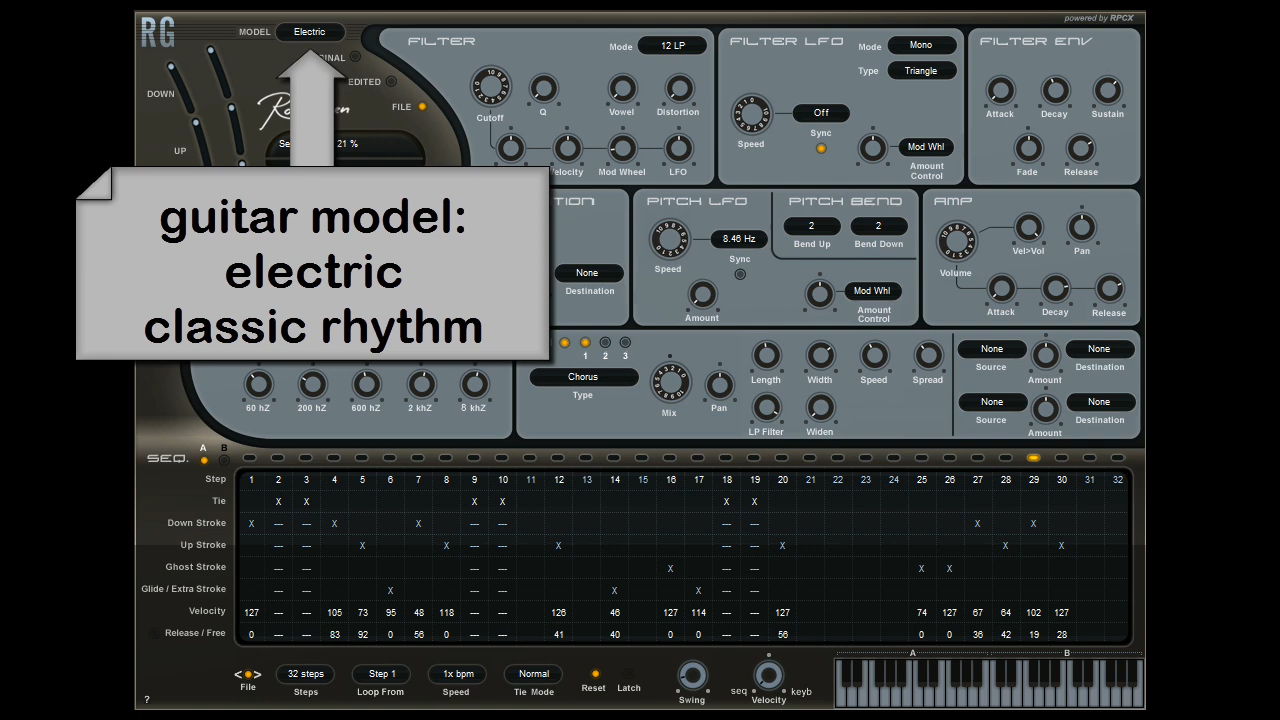 powered by RPCX
RG
MODEL Electric
EDITED
FILE
DOWN
UP
21 %
guitar model:
electric
classic rhythm
FILTER
Mode 12 LP
Cutoff Q Vowel Distortion
Mod Wheel LFO
FILTER LFO
Mode Mono
Type Triangle
Speed
Off
Sync
Mod Whl
Amount
Control
FILTER ENV
Attack Decay Sustain
Fade Release
None
Destination
PITCH LFO
Speed
8.46 Hz
Sync
Amount
PITCH BEND
2 2
Bend Up Bend Down
Mod Whl
Amount
Control
AMP
Volume Vel>Vol Pan
Attack Decay Release
60 hZ 200 hZ 600 hZ 2 kHZ 8 kHZ
1 2 3
Chorus
Type
Mix Pan
Length Width Speed Spread
LP Filter Widen
None None
Source Amount Destination
None None
Source Amount Destination
SEQ. A B
Step 1 2 3 4 5 6 7 8 9 10 11 12 13 14 15 16 17 18 19 20 21 22 23 24 25 26 27 28 29 30 31 32
Tie X X X X X X
Down Stroke X --- --- X X --- --- --- --- X X
Up Stroke --- --- X X --- --- X --- --- X X X
Ghost Stroke --- --- --- --- X --- --- X X
Glide / Extra Stroke --- --- X --- --- X X --- ---
Velocity 127 --- --- 105 73 95 48 118 --- --- 126 46 127 114 --- --- 127 74 127 67 64 102 127
Release / Free 0 --- --- 83 92 0 56 0 --- --- 41 40 0 0 --- --- 56 0 0 36 42 19 28
< >
File
32 steps
Steps
Step 1
Loop From
1x bpm
Speed
Normal
Tie Mode
Reset Latch
Swing
seq keyb
Velocity
A B
?